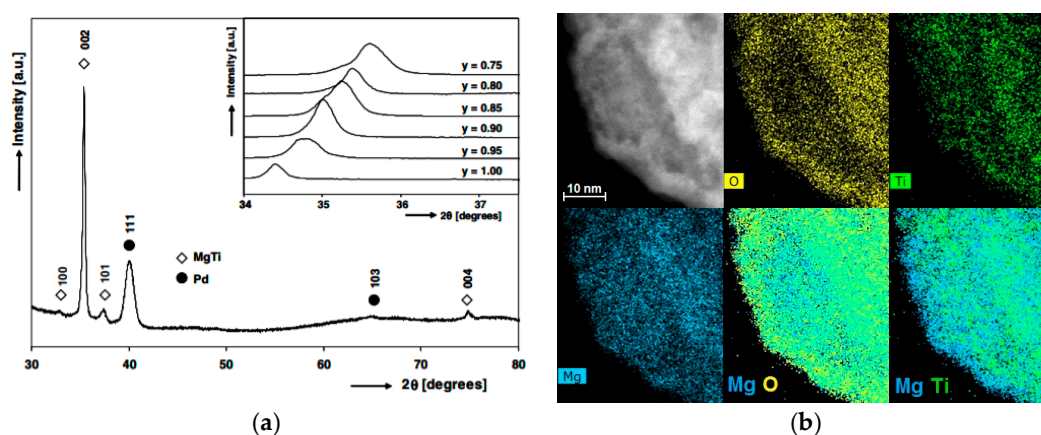 Intensity [a.u.]
002
100
101
111
103
004
MgTi
Pd
30 40 50 60 70 80
2θ [degrees]
Intensity [a.u.]
y = 0.75
y = 0.80
y = 0.85
y = 0.90
y = 0.95
y = 1.00
34 35 36 37
2θ [degrees]
(a)
10 nm
O
Ti
Mg
Mg O
Mg Ti
(b)